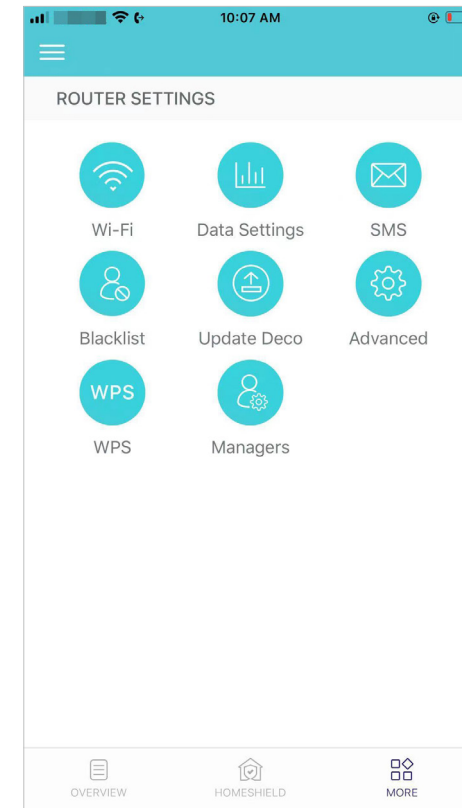 10:07 AM
ROUTER SETTINGS
Wi-Fi
Data Settings
SMS
Blacklist
Update Deco
Advanced
WPS
WPS
Managers
OVERVIEW
HOMESHIELD
MORE